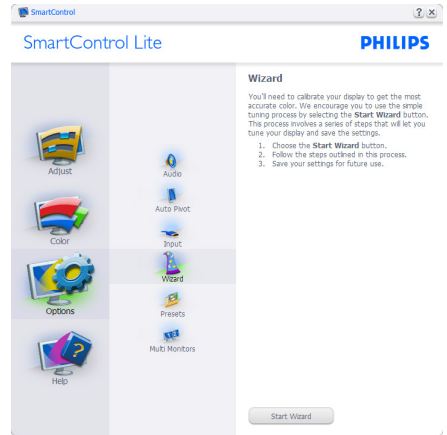 SmartControl
SmartControl Lite
PHILIPS
Adjust
Color
Options
Help
Audio
Auto Pivot
Input
Wizard
Presets
Multi Monitors
Wizard
You'll need to calibrate your display to get the most
accurate color. We encourage you to use the simple
tuning process by selecting the Start Wizard button.
This process involves a series of steps that will let you
tune your display and save the settings.
1. Choose the Start Wizard button.
2. Follow the steps outlined in this process.
3. Save your settings for future use.
Start Wizard